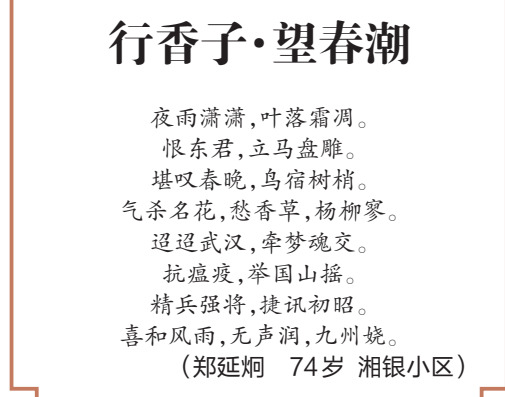 行香子·望春潮
夜雨潇潇,叶落霜凋。
恨东君,立马盘雕。
堪叹春晚,鸟宿树梢。
气杀名花,愁香草,杨柳寥。
迢迢武汉,牵梦魂交。
抗瘟疫,举国山摇。
精兵强将,捷讯初昭。
喜和风雨,无声润,九州娆。
(郑延炯 74岁 湘银小区)